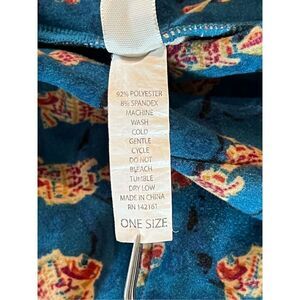 92% POLYESTER
8% SPANDEX
MACHINE
WASH
COLD
GENTLE
CYCLE
DO NOT
BLEACH
TUMBLE
DRY LOW
MADE IN CHINA
RN 142181
ONE SIZE